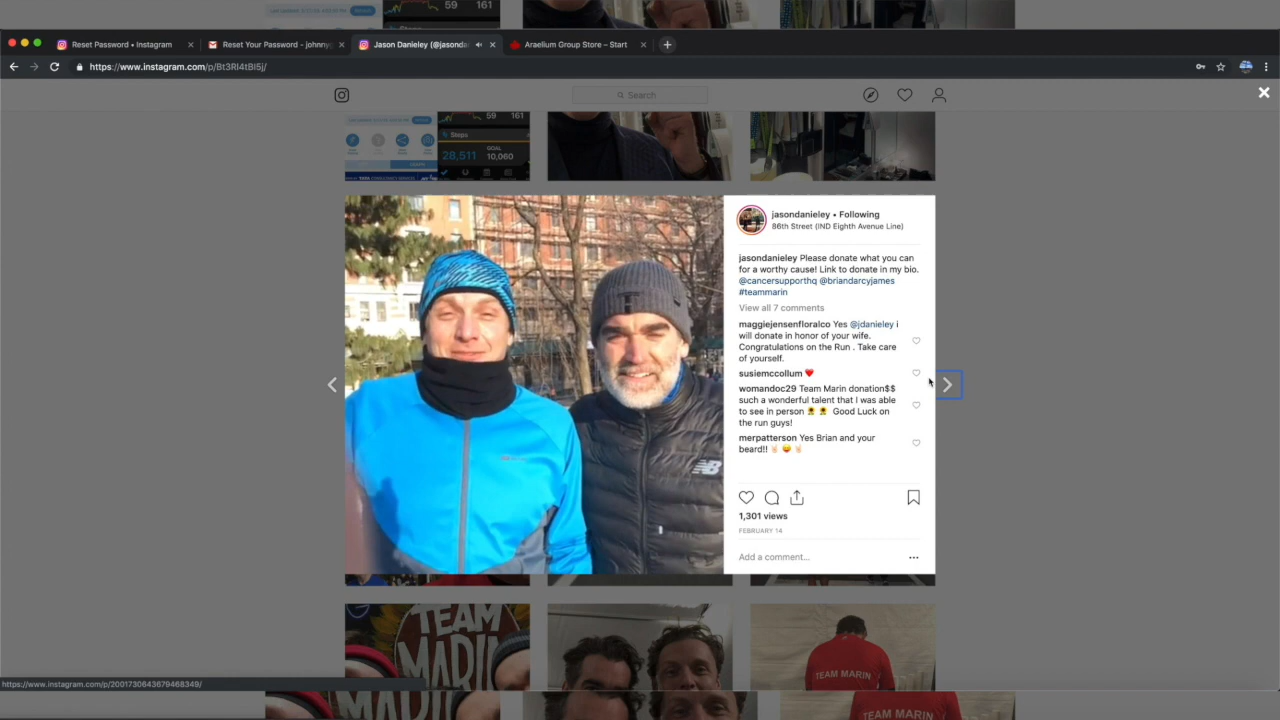 59 161
Reset Password • Instagram
Reset Your Password - johnny
Jason Danieley (@jasondan
Araelium Group Store – Start
https://www.instagram.com/p/Bt3Rl4tBI5j/
Search
59 161
Steps
GOAL
28,511 10,060
jasondanieley • Following
86th Street (IND Eighth Avenue Line)
jasondanieley Please donate what you can
for a worthy cause! Link to donate in my bio.
@cancersupporthq @briandarcyjames
#teammarin
View all 7 comments
maggiejensenfloralco Yes @jdanieley i
will donate in honor of your wife.
Congratulations on the Run . Take care
of yourself.
susiemccollum ❤️
womandoc29 Team Marin donation$$
such a wonderful talent that I was able
to see in person 🌻 🌻 Good Luck on
the run guys!
merpatterson Yes Brian and your
beard!! ✌🏻 😄 ✌🏻
1,301 views
FEBRUARY 14
Add a comment...
TEAM
MARIN
TEAM MARIN
https://www.instagram.com/p/2001730643679468349/
TEAM MARIN